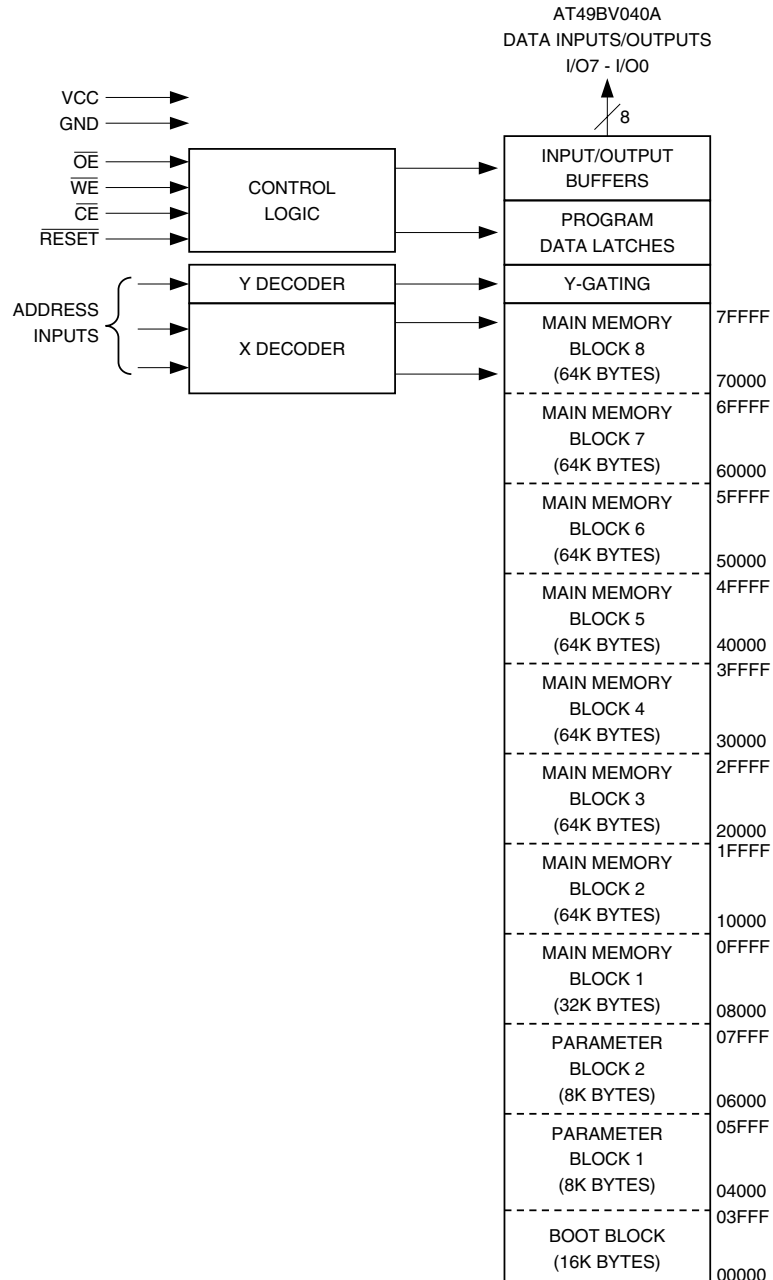 AT49BV040A
DATA INPUTS/OUTPUTS
I/O7 - I/O0
8
VCC
GND
OE
WE
CE
RESET
CONTROL
LOGIC
INPUT/OUTPUT
BUFFERS
PROGRAM
DATA LATCHES
ADDRESS
INPUTS
Y DECODER
Y-GATING
X DECODER
MAIN MEMORY
BLOCK 8
(64K BYTES)
7FFFF
70000
MAIN MEMORY
BLOCK 7
(64K BYTES)
6FFFF
60000
MAIN MEMORY
BLOCK 6
(64K BYTES)
5FFFF
50000
MAIN MEMORY
BLOCK 5
(64K BYTES)
4FFFF
40000
MAIN MEMORY
BLOCK 4
(64K BYTES)
3FFFF
30000
MAIN MEMORY
BLOCK 3
(64K BYTES)
2FFFF
20000
MAIN MEMORY
BLOCK 2
(64K BYTES)
1FFFF
10000
MAIN MEMORY
BLOCK 1
(32K BYTES)
0FFFF
08000
PARAMETER
BLOCK 2
(8K BYTES)
07FFF
06000
PARAMETER
BLOCK 1
(8K BYTES)
05FFF
04000
BOOT BLOCK
(16K BYTES)
03FFF
00000